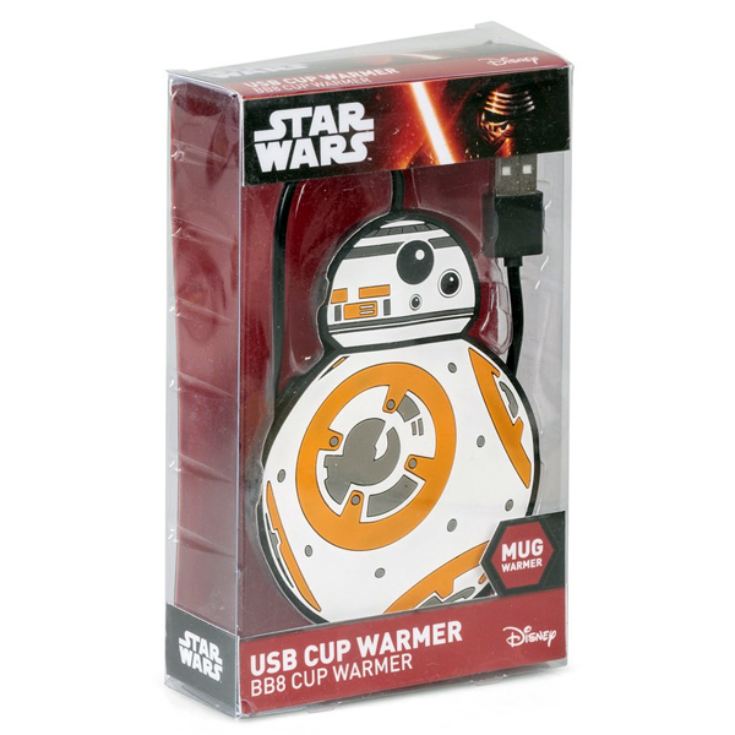 USB CUP WARMER
BB8 CUP WARMER
Disney
STAR
WARS
MUG
WARMER
STAR
WARS
USB CUP WARMER
BB8 CUP WARMER
Disney